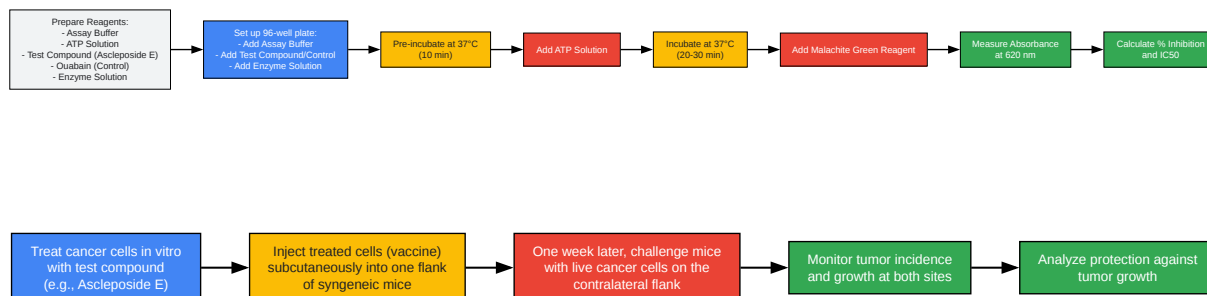 Prepare Reagents:
- Assay Buffer
- ATP Solution
- Test Compound (Ascleposide E)
- Ouabain (Control)
- Enzyme Solution
Set up 96-well plate:
- Add Assay Buffer
- Add Test Compound/Control
- Add Enzyme Solution
Pre-incubate at 37°C
(10 min)
Add ATP Solution
Incubate at 37°C
(20-30 min)
Add Malachite Green Reagent
Measure Absorbance
at 620 nm
Calculate % Inhibition
and IC50
Treat cancer cells in vitro
with test compound
(e.g., Ascleposide E)
Inject treated cells (vaccine)
subcutaneously into one flank
of syngeneic mice
One week later, challenge mice
with live cancer cells on the
contralateral flank
Monitor tumor incidence
and growth at both sites
Analyze protection against
tumor growth